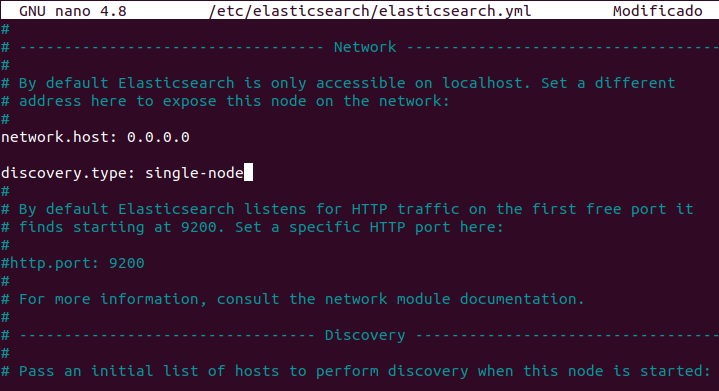 GNU nano 4.8 /etc/elasticsearch/elasticsearch.yml Modificado
#
# ---------------------------------- Network -----------------------------------
#
# By default Elasticsearch is only accessible on localhost. Set a different
# address here to expose this node on the network:
#
network.host: 0.0.0.0

discovery.type: single-node
#
# By default Elasticsearch listens for HTTP traffic on the first free port it
# finds starting at 9200. Set a specific HTTP port here:
#
#http.port: 9200
#
# For more information, consult the network module documentation.
#
# --------------------------------- Discovery ----------------------------------
#
# Pass an initial list of hosts to perform discovery when this node is started: